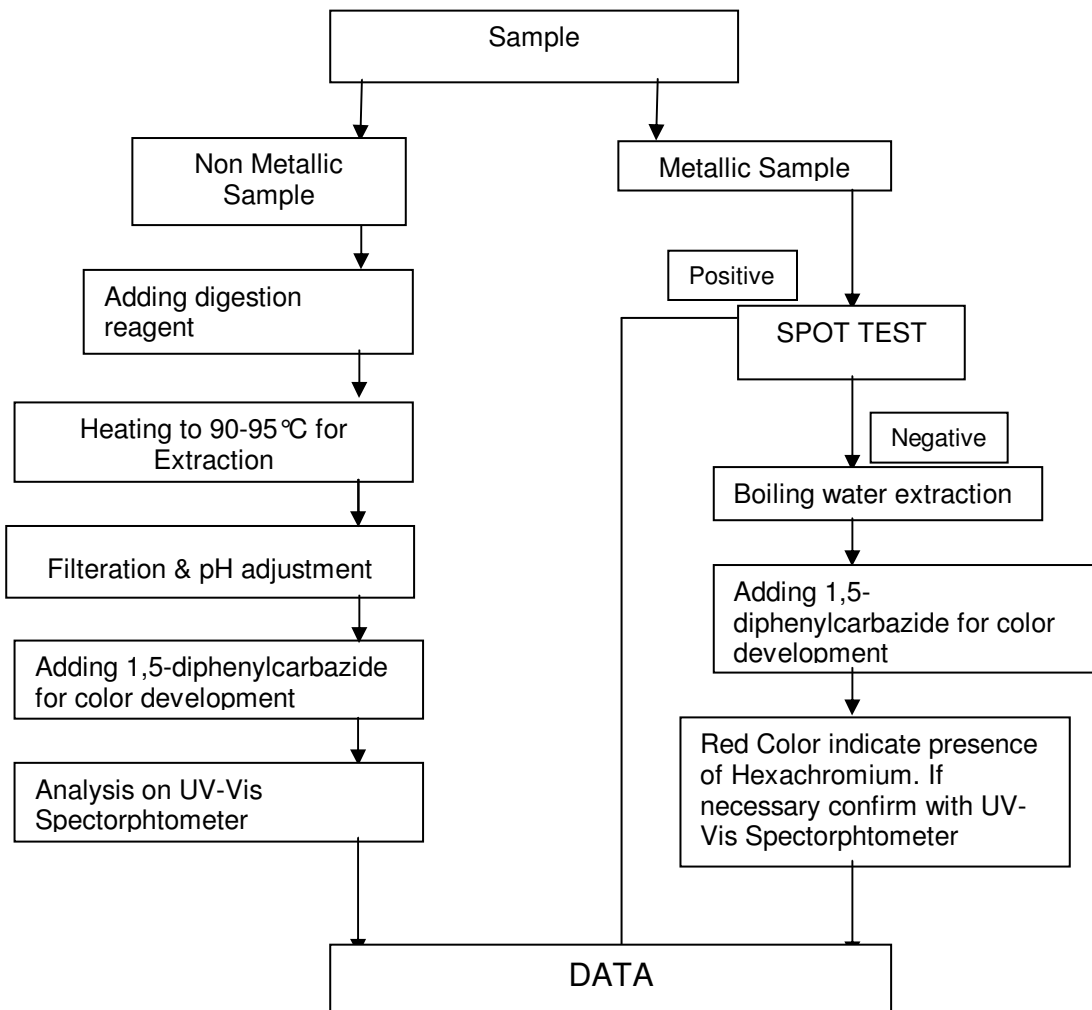 Sample
Non Metallic
Sample
Adding digestion
reagent
Heating to 90-95°C for
Extraction
Filteration & pH adjustment
Adding 1,5-diphenylcarbazide
for color development
Analysis on UV-Vis
Spectorphtometer
Metallic Sample
Positive
SPOT TEST
Negative
Boiling water extraction
Adding 1,5-
diphenylcarbazide for color
development
Red Color indicate presence
of Hexachromium. If
necessary confirm with UV-
Vis Spectorphtometer
DATA